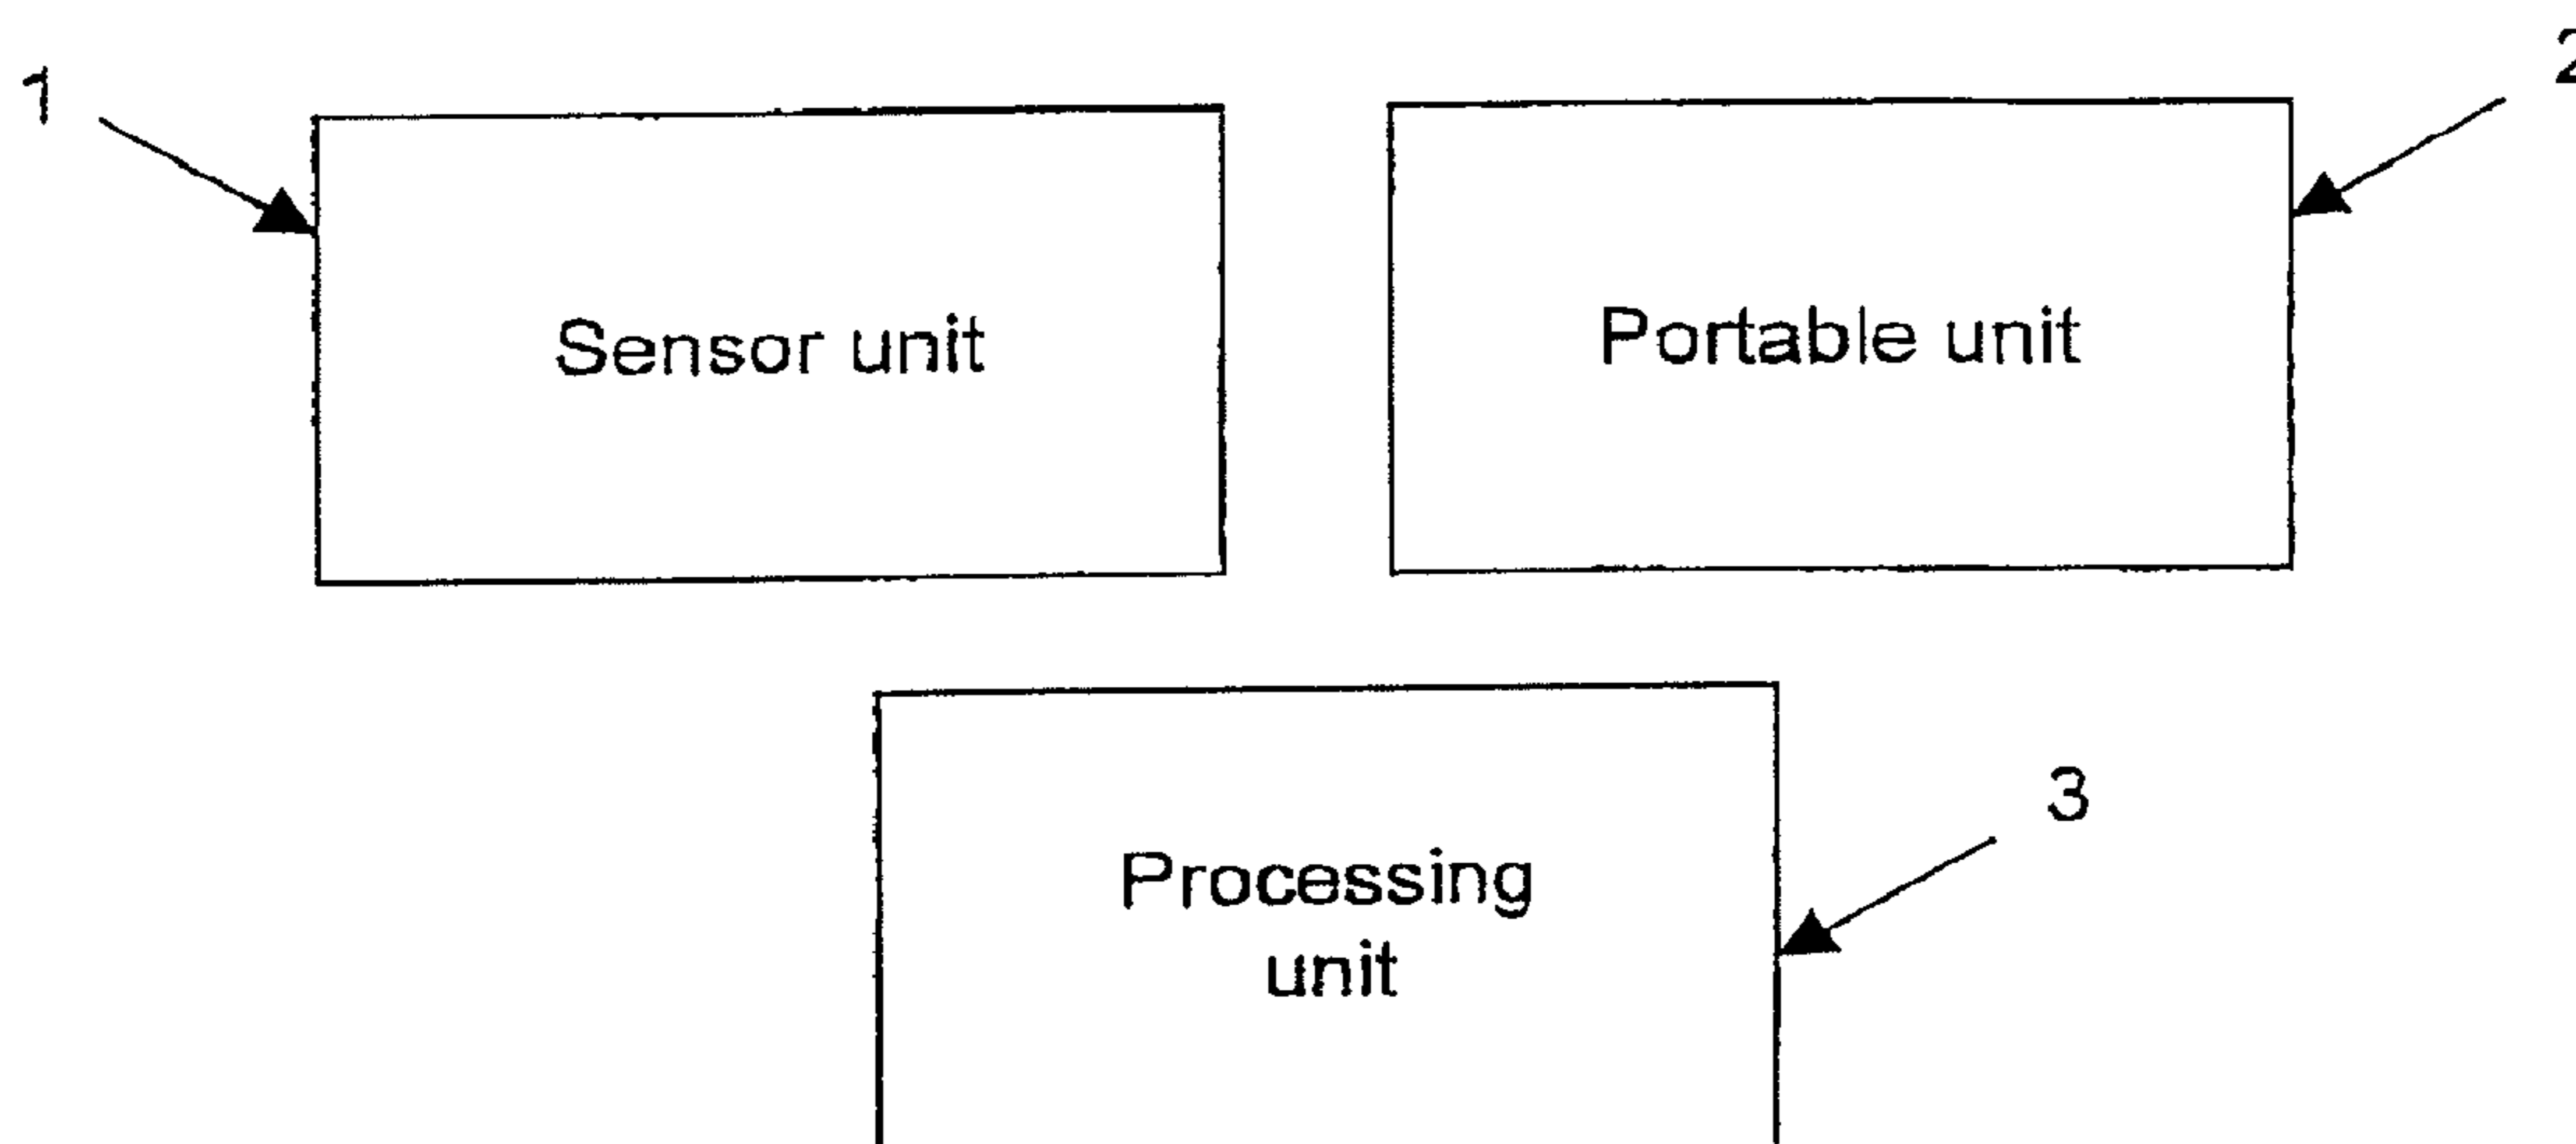 1
2
Sensor unit
Portable unit
3
Processing
unit